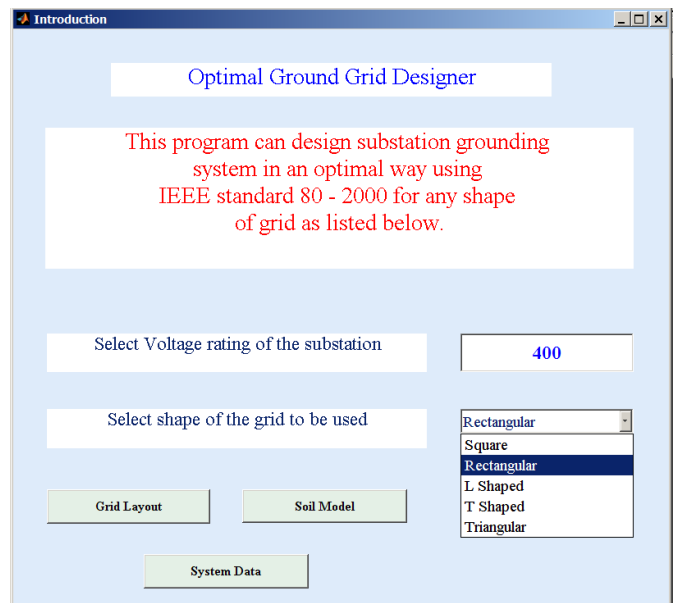 Introduction
Optimal Ground Grid Designer
This program can design substation grounding
system in an optimal way using
IEEE standard 80 - 2000 for any shape
of grid as listed below.
Select Voltage rating of the substation
400
Select shape of the grid to be used
Rectangular
Square
Rectangular
L Shaped
T Shaped
Triangular
Grid Layout
Soil Model
System Data